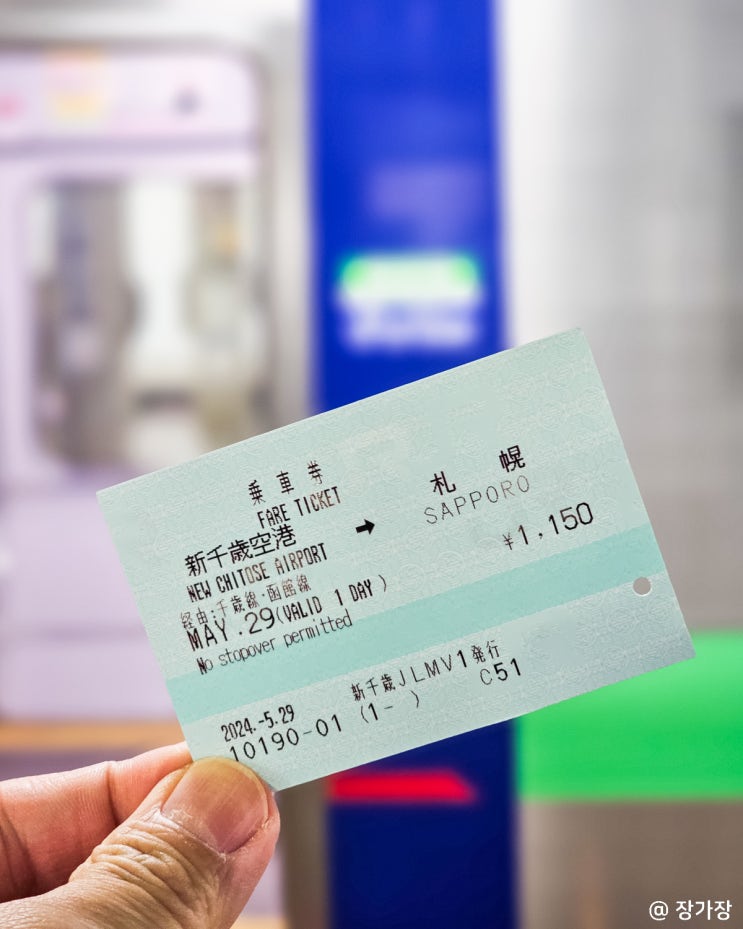 乗車券
FARE TICKET
新千歳空港 → 札幌
NEW CHITOSE AIRPORT SAPPORO
経由:千歳線・函館線 ¥1,150
MAY.29(VALID 1 DAY)
No stopover permitted
2024.-5.29 新千歳JLMV1発行
10190-01 (1- ) C51
@ 장가장